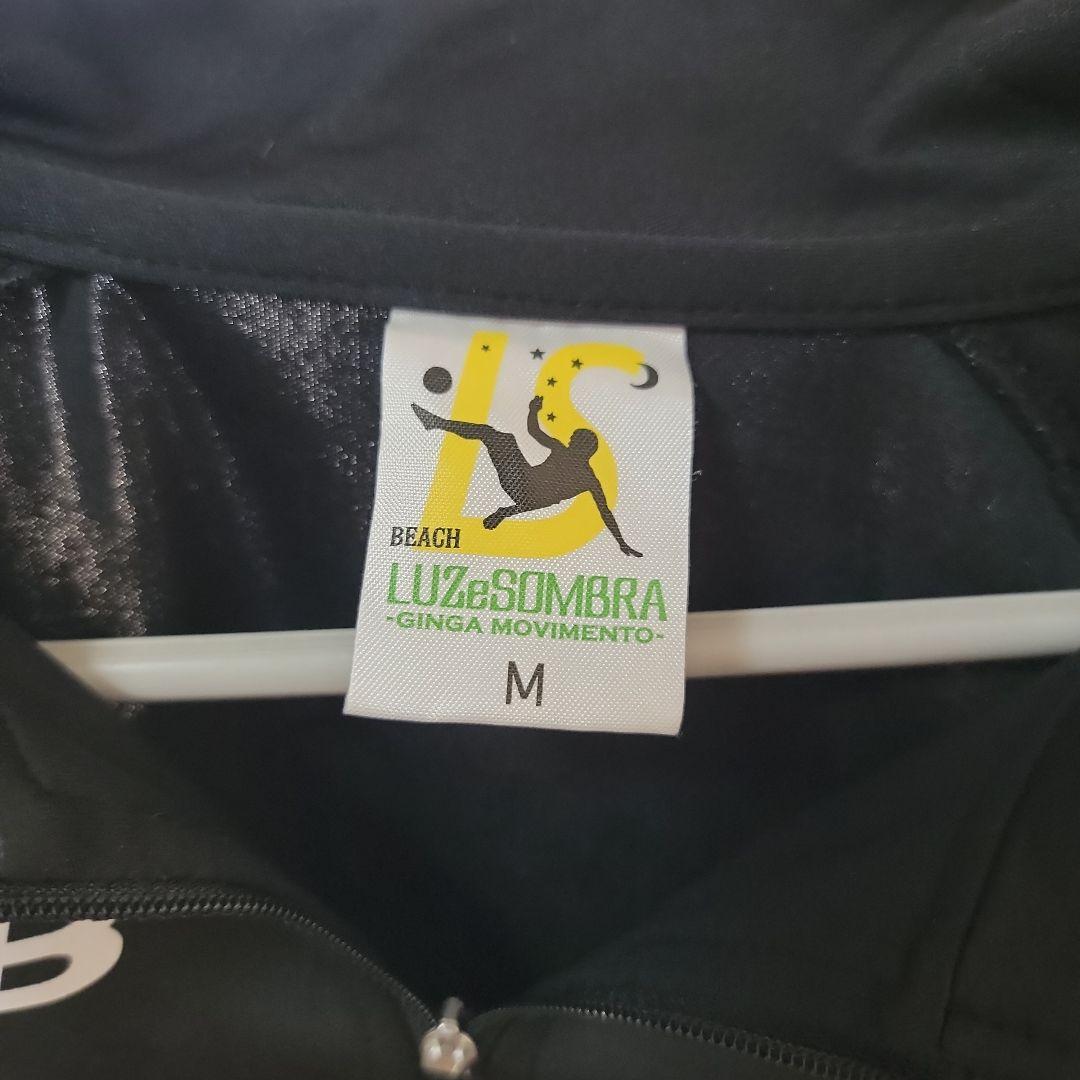 LS
BEACH
LUZeSOMBRA
-GINGA MOVIMENTO-
M